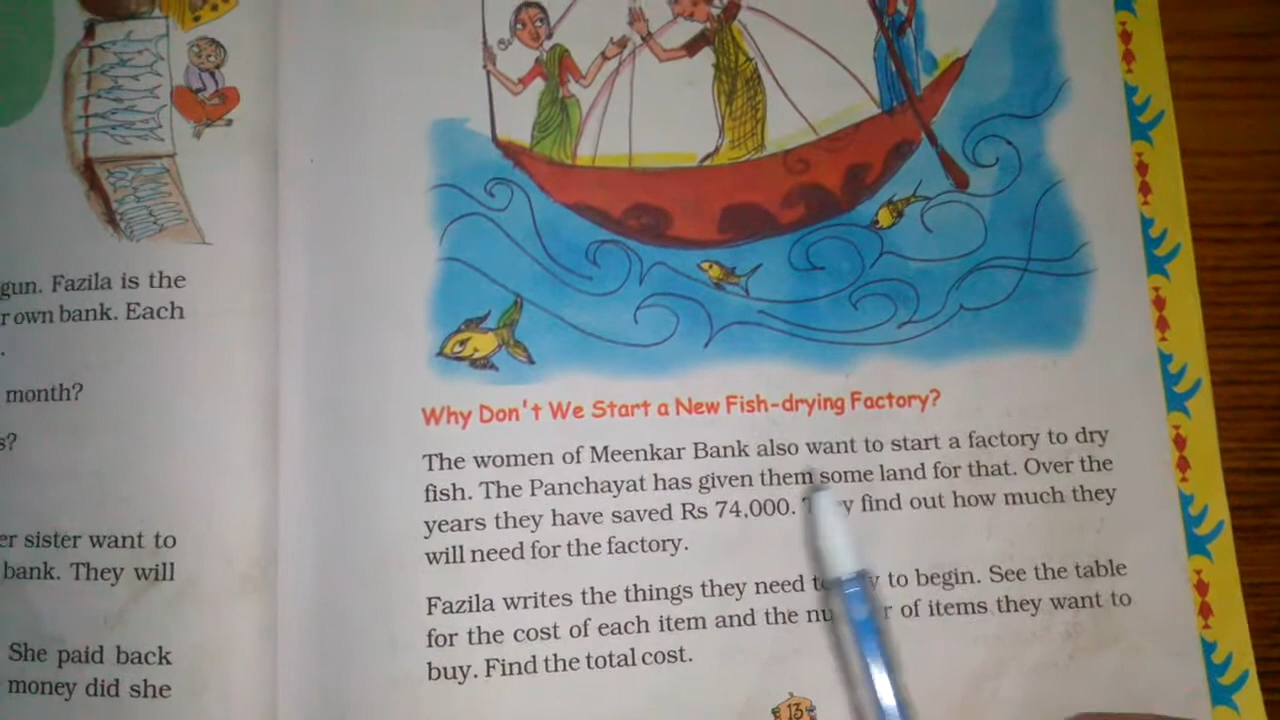 gun. Fazila is the
r own bank. Each
.
month?
s?
er sister want to
bank. They will
She paid back
money did she
Why Don't We Start a New Fish-drying Factory?
The women of Meenkar Bank also want to start a factory to dry
fish. The Panchayat has given them some land for that. Over the
years they have saved Rs 74,000. find out how much they
will need for the factory.
Fazila writes the things they need to begin. See the table
for the cost of each item and the of items they want to
buy. Find the total cost.
13